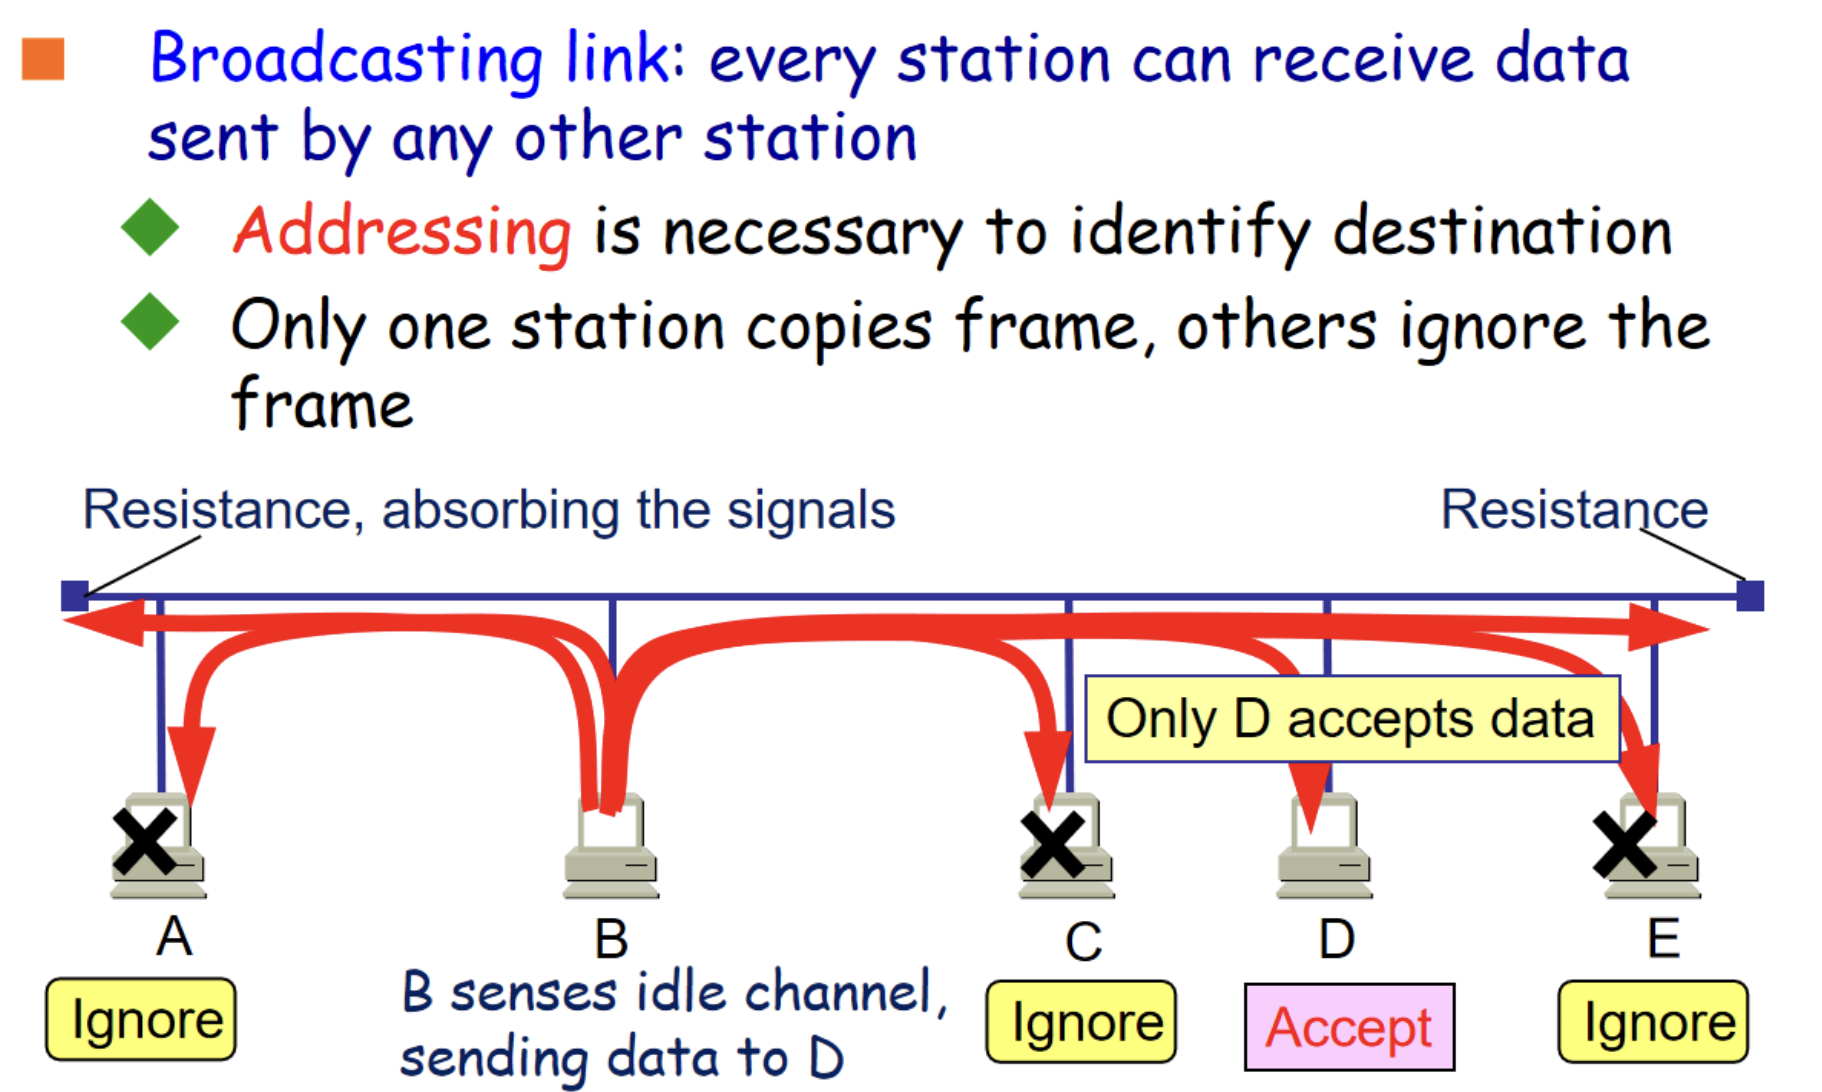 Broadcasting link: every station can receive data
sent by any other station
Addressing is necessary to identify destination
Only one station copies frame, others ignore the
frame
Resistance, absorbing the signals
Resistance
Only D accepts data
A
B
C
D
E
Ignore
B senses idle channel,
sending data to D
Ignore
Accept
Ignore